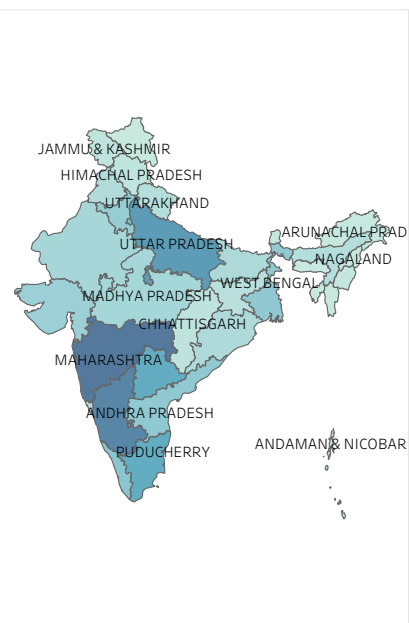 JAMMU & KASHMIR
HIMACHAL PRADESH
UTTARAKHAND
ARUNACHAL PRAD
UTTAR PRADESH
NAGALAND
WEST BENGAL
MADHYA PRADESH
CHHATTISGARH
MAHARASHTRA
ANDHRA PRADESH
ANDAMAN & NICOBAR
PUDUCHERRY